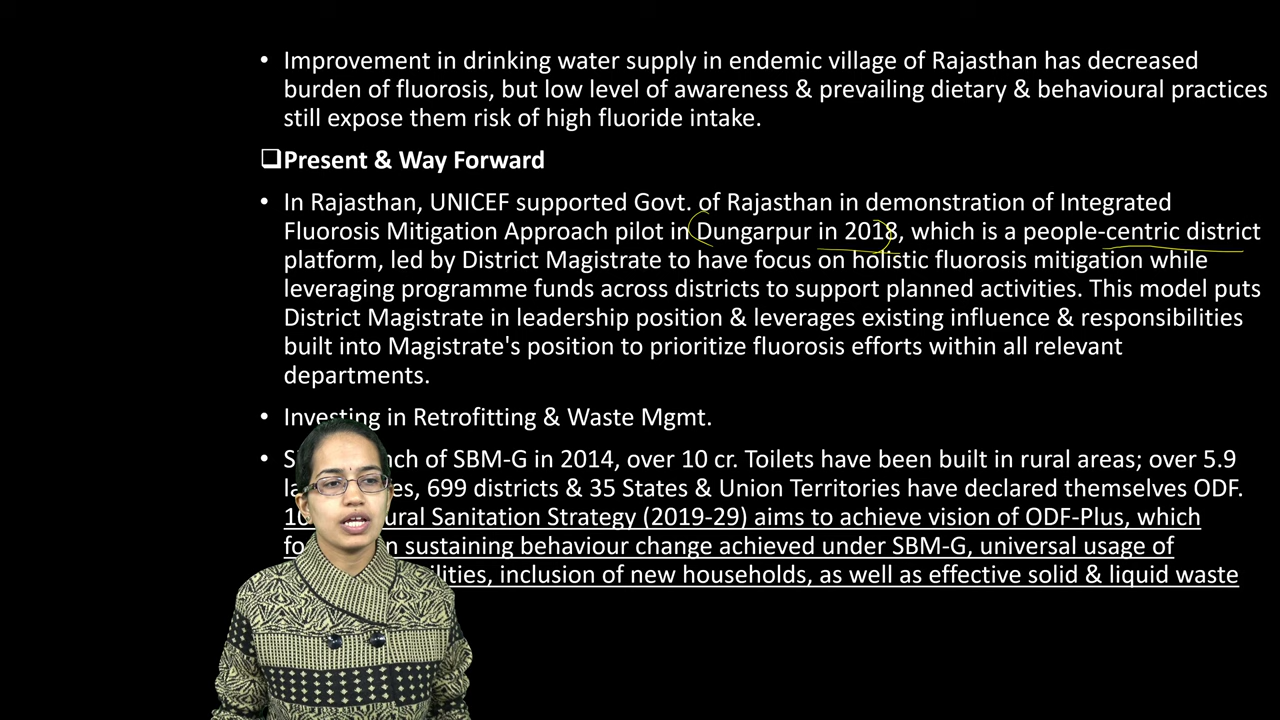 • Improvement in drinking water supply in endemic village of Rajasthan has decreased
burden of fluorosis, but low level of awareness & prevailing dietary & behavioural practices
still expose them risk of high fluoride intake.
❑Present & Way Forward
• In Rajasthan, UNICEF supported Govt. of Rajasthan in demonstration of Integrated
Fluorosis Mitigation Approach pilot in Dungarpur in 2018, which is a people-centric district
platform, led by District Magistrate to have focus on holistic fluorosis mitigation while
leveraging programme funds across districts to support planned activities. This model puts
District Magistrate in leadership position & leverages existing influence & responsibilities
built into Magistrate's position to prioritize fluorosis efforts within all relevant
departments.
• Investing in Retrofitting & Waste Mgmt.
• of SBM-G in 2014, over 10 cr. Toilets have been built in rural areas; over 5.9
699 districts & 35 States & Union Territories have declared themselves ODF.
Sanitation Strategy (2019-29) aims to achieve vision of ODF-Plus, which
sustaining behaviour change achieved under SBM-G, universal usage of
inclusion of new households, as well as effective solid & liquid waste